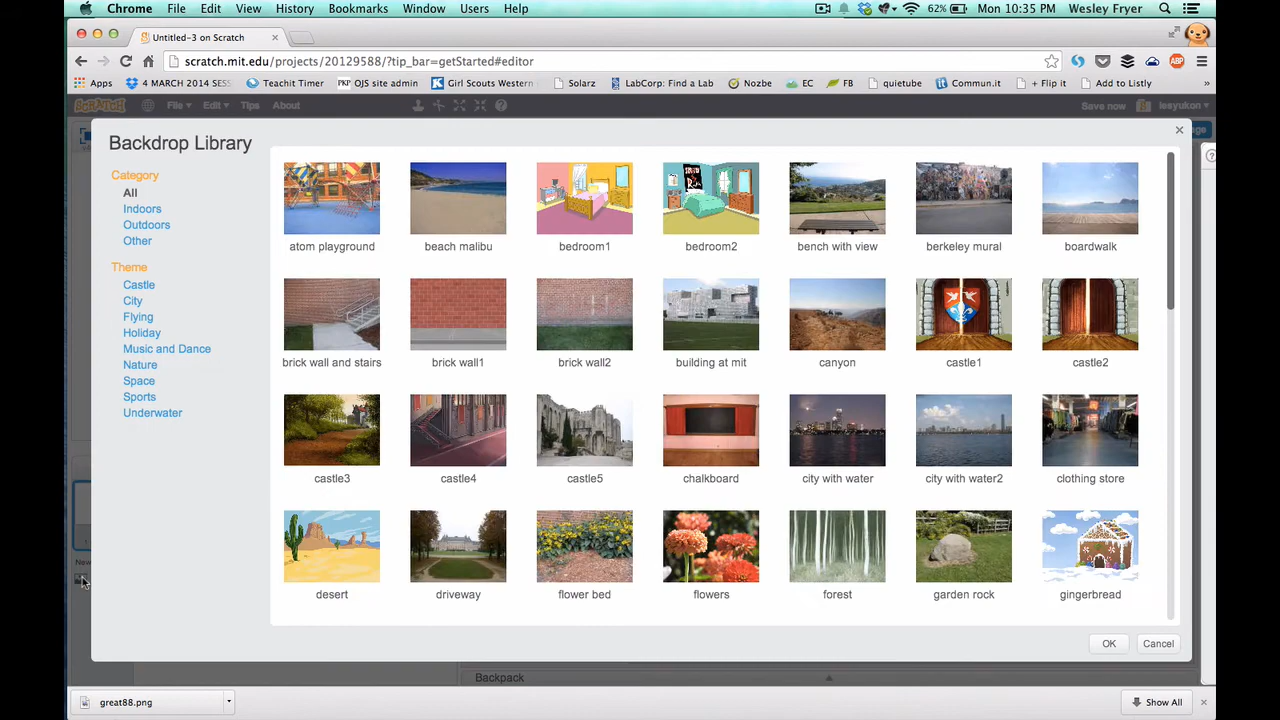 Chrome File Edit View History Bookmarks Window Users Help 62% Mon 10:35 PM Wesley Fryer
Untitled-3 on Scratch
scratch.mit.edu/projects/20129588/?tip_bar=getStarted#editor
Apps 4 MARCH 2014 SESS Teachit Timer OJS site admin Girl Scouts Western Solarz LabCorp: Find a Lab Nozbe EC FB quietube Commun.it + Flip it Add to Listly
SCRATCH File Edit Tips About Save now lesyukon
Backdrop Library
Category
All
Indoors
Outdoors
Other
Theme
Castle
City
Flying
Holiday
Music and Dance
Nature
Space
Sports
Underwater
atom playground beach malibu bedroom1 bedroom2 bench with view berkeley mural boardwalk
brick wall and stairs brick wall1 brick wall2 building at mit canyon castle1 castle2
castle3 castle4 castle5 chalkboard city with water city with water2 clothing store
desert driveway flower bed flowers forest garden rock gingerbread
New
OK Cancel
Backpack
great88.png Show All